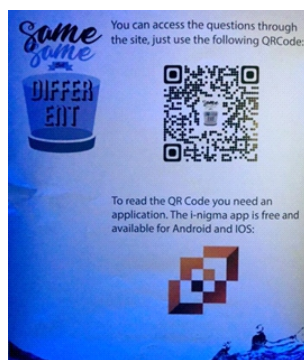 Same
Same
DIFFER
ENT
You can access the questions through
the site, just use the following QRCode:
To read the QR Code you need an
application. The i-nigma app is free and
available for Android and IOS: